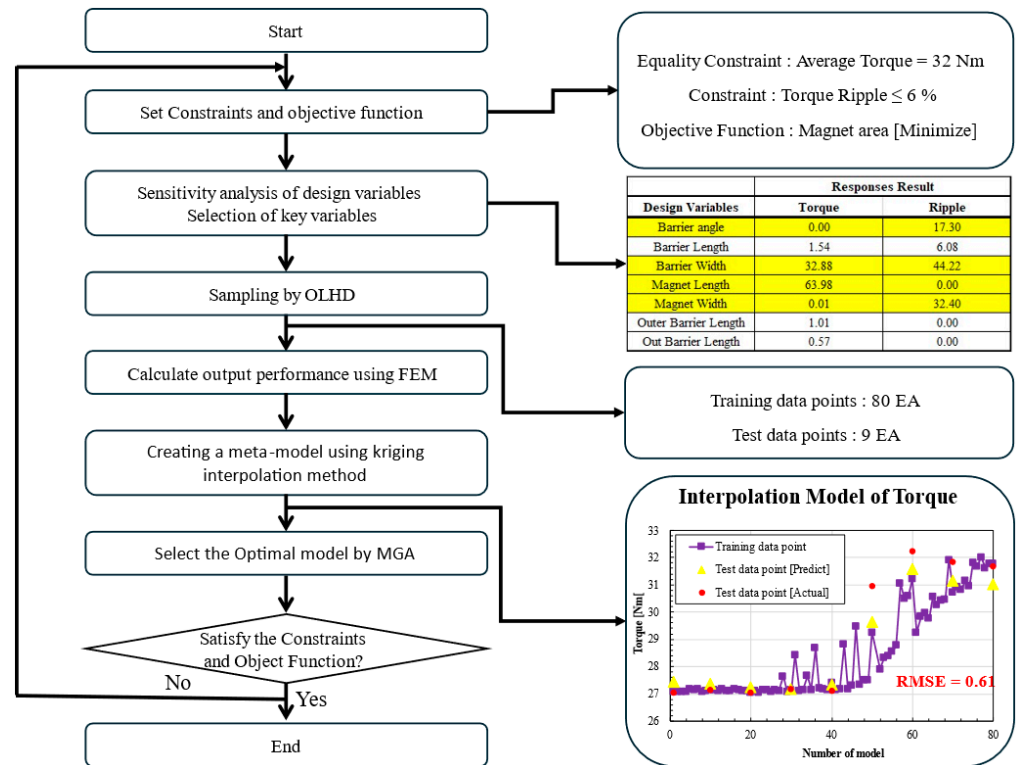 Start
Set Constraints and objective function
Sensitivity analysis of design variables
Selection of key variables
Sampling by OLHD
Calculate output performance using FEM
Creating a meta-model using kriging
interpolation method
Select the Optimal model by MGA
Satisfy the Constraints
and Object Function?
No
Yes
End
Equality Constraint : Average Torque = 32 Nm
Constraint : Torque Ripple ≤ 6 %
Objective Function : Magnet area [Minimize]
Responses Result
Design Variables Torque Ripple
Barrier angle 0.00 17.30
Barrier Length 1.54 6.08
Barrier Width 32.88 44.22
Magnet Length 63.98 0.00
Magnet Width 0.01 32.40
Outer Barrier Length 1.01 0.00
Out Barrier Length 0.57 0.00
Training data points : 80 EA
Test data points : 9 EA
Interpolation Model of Torque
Torque [Nm[
33
32
31
30
29
28
27
26
Training data point
Test data point [Predict]
Test data point [Actual]
RMSE = 0.61
0 20 40 60 80
Number of model